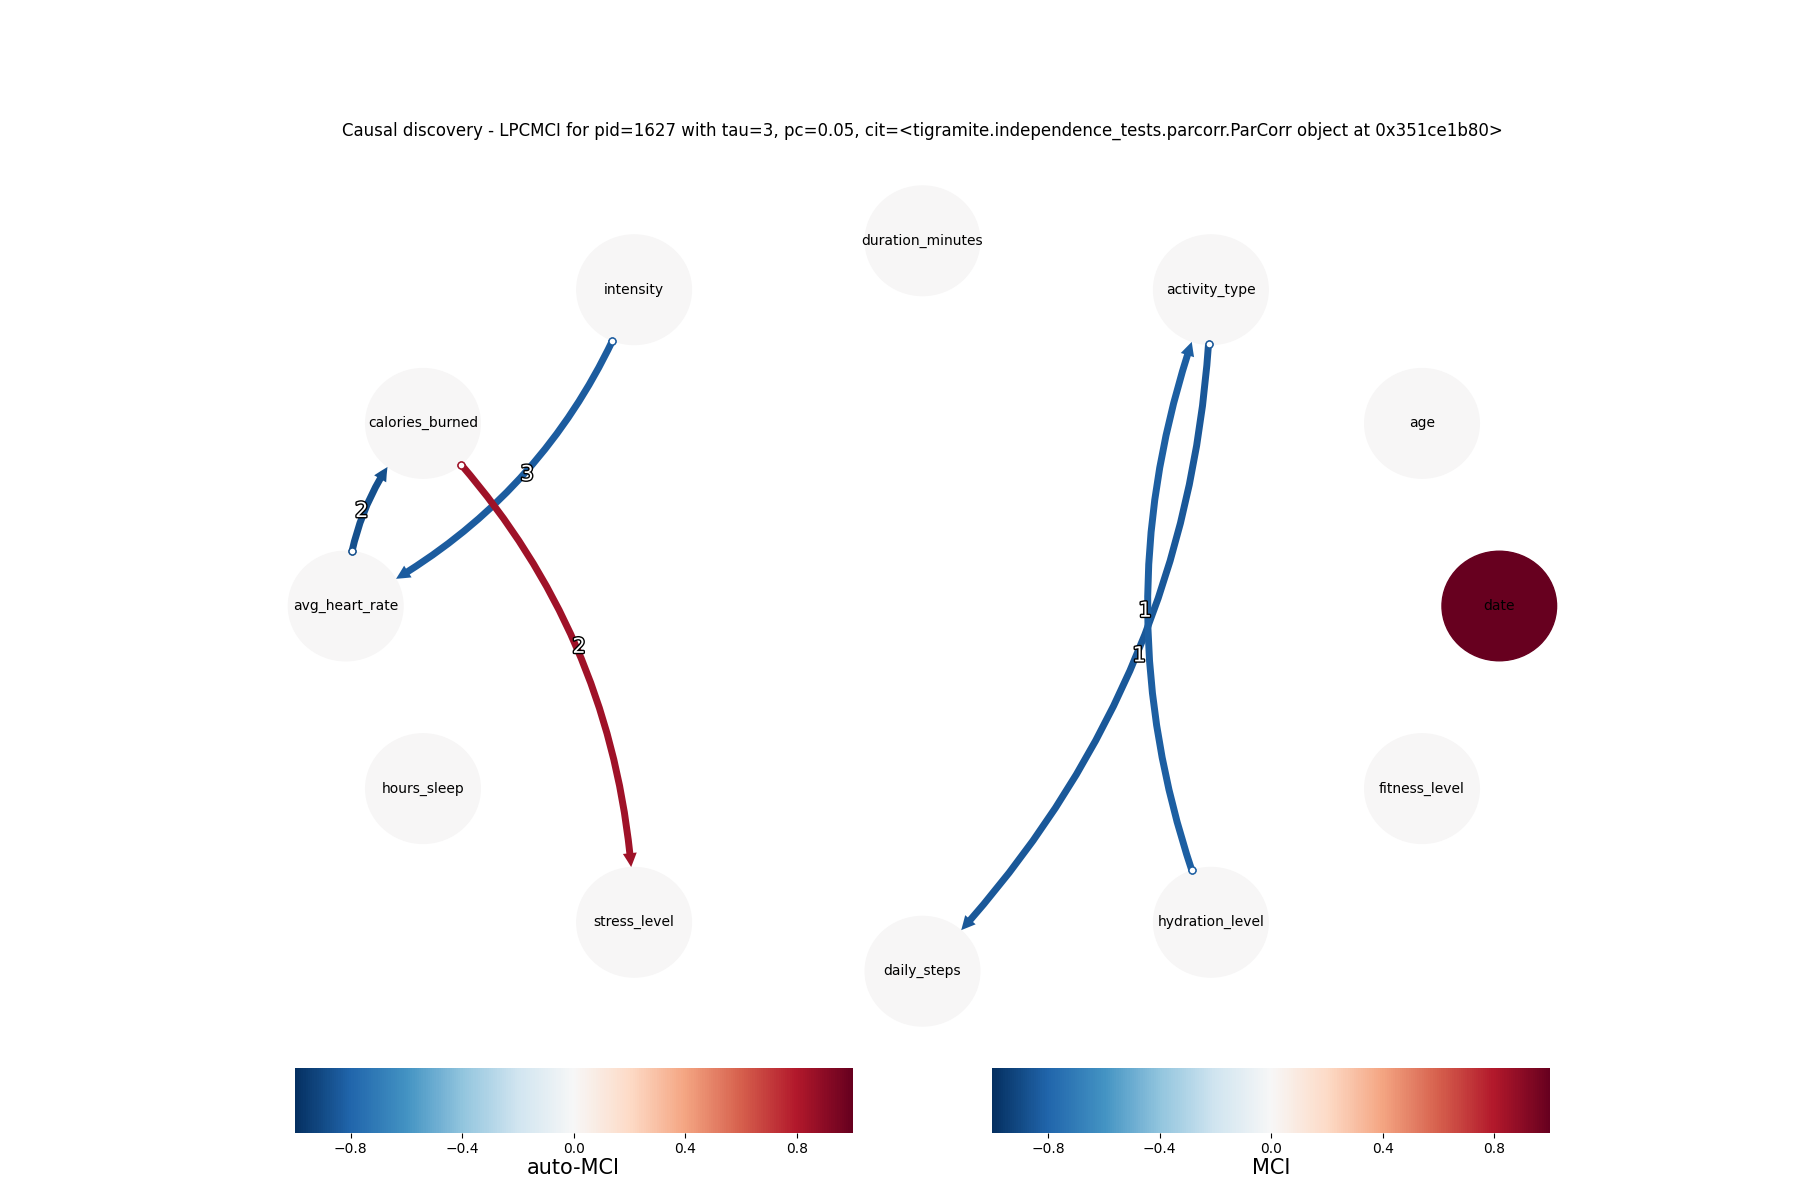 Causal discovery - LPCMCI for pid=1627 with tau=3, pc=0.05, cit=<tigramite.independence_tests.parcorr.ParCorr object at 0x351ce1b80>
duration_minutes
intensity
activity_type
calories_burned
age
3
2
avg_heart_rate
date
1
2
1
hours_sleep
fitness_level
stress_level
hydration_level
daily_steps
−0.8 −0.4 0.0 0.4 0.8
auto-MCI
−0.8 −0.4 0.0 0.4 0.8
MCI